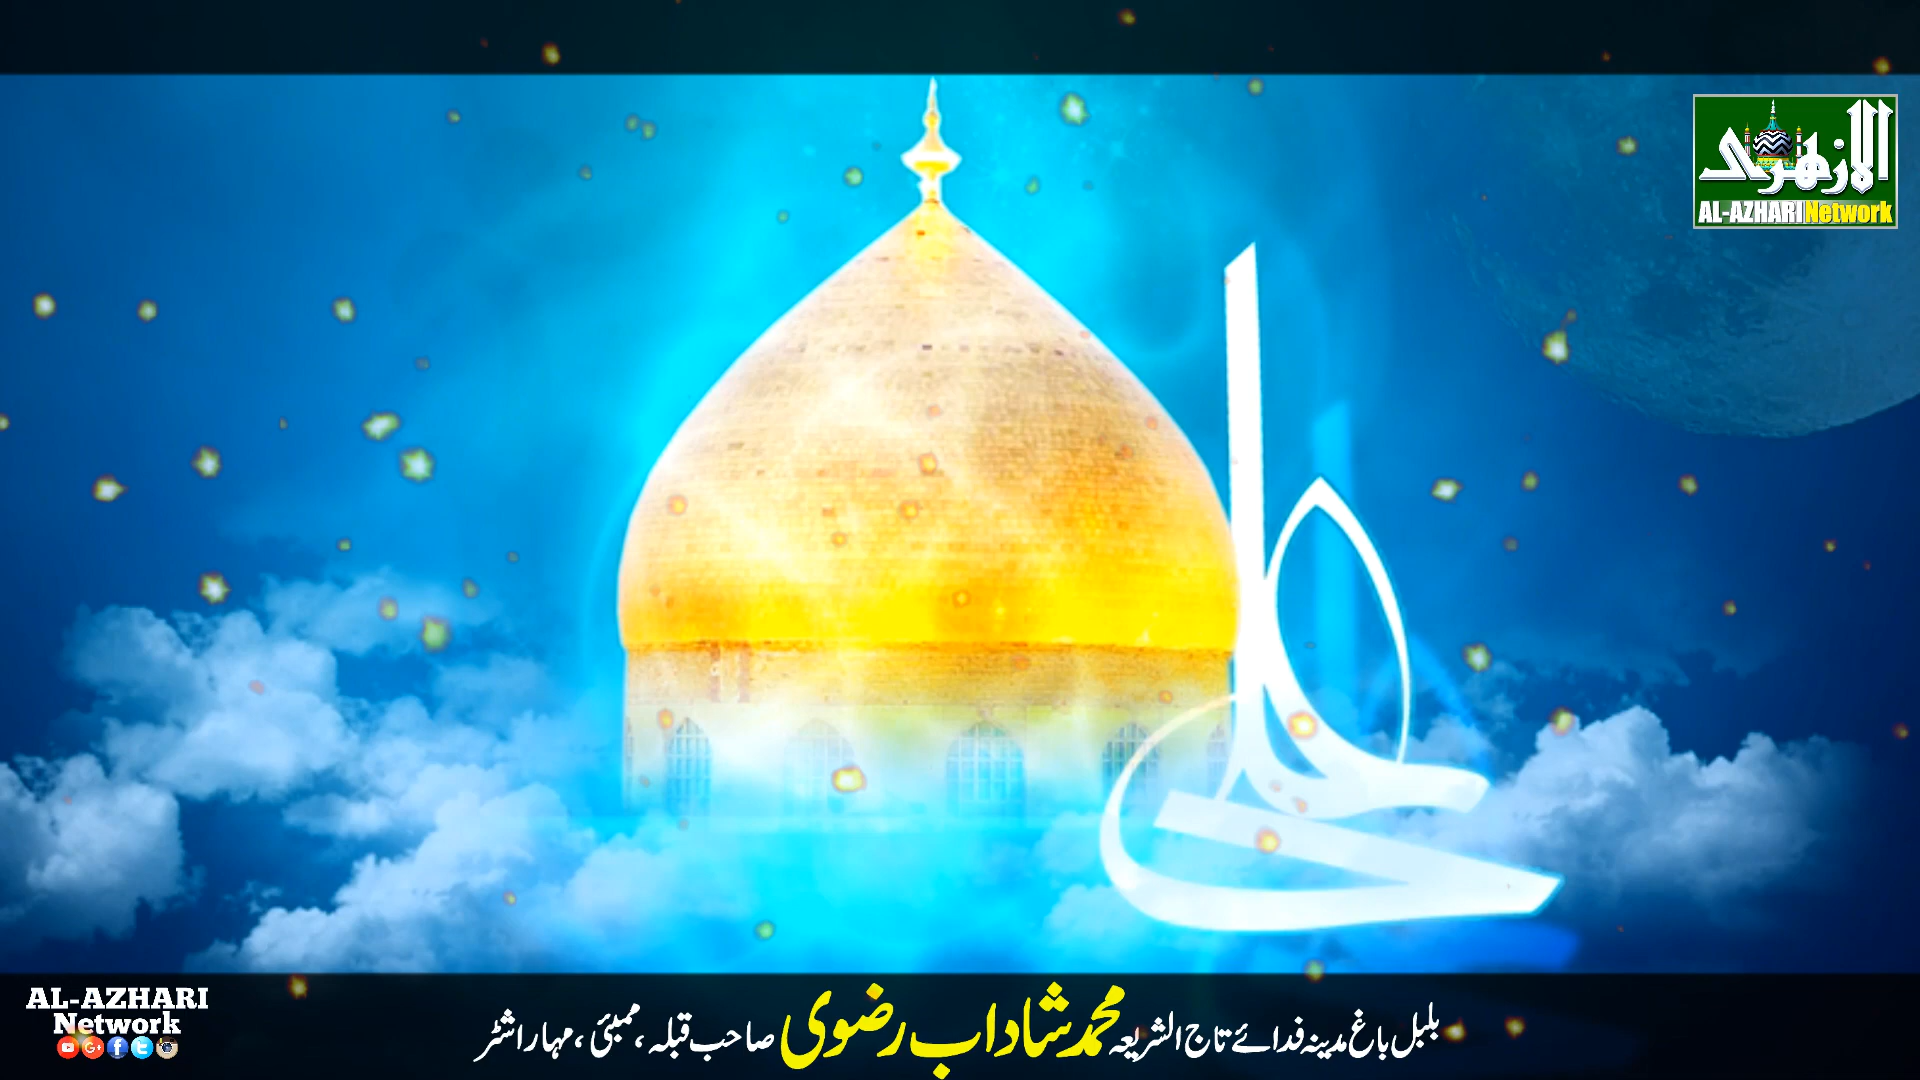 الازھری
AL-AZHARI Network
علی
AL-AZHARI
Network
بلبل باغ مدینہ فدائے تاج الشریعہ محمد شاداب رضوی صاحب قبلہ ، ممبئی ، مہاراشٹر